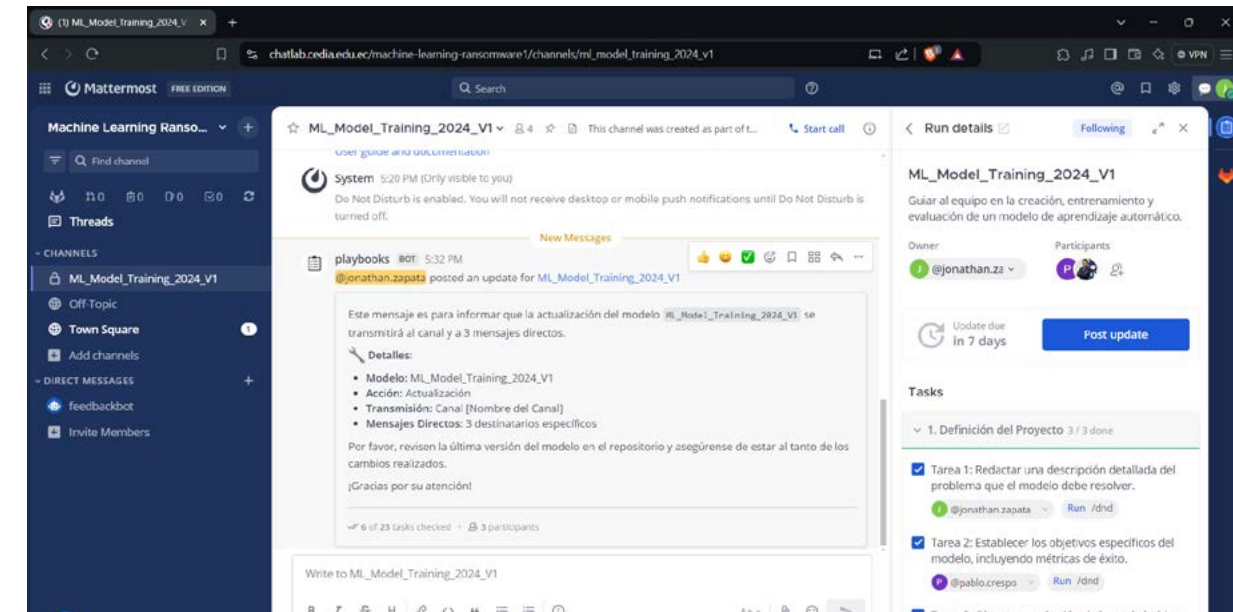 (1) ML_Model_Training_2024_V
chatlab.cedia.edu.ec/machine-learning-ransomware1/channels/ml_model_training_2024_v1
VPN
Mattermost FREE EDITION
Search
Machine Learning Ranso...
Find channel
0 0 0 0
Threads
CHANNELS
ML_Model_Training_2024_V1
Off-Topic
Town Square 1
Add channels
DIRECT MESSAGES
feedbackbot
Invite Members
ML_Model_Training_2024_V1 4 This channel was created as part of t... Start call
User guide and documentation
System 5:20 PM (Only visible to you)
Do Not Disturb is enabled. You will not receive desktop or mobile push notifications until Do Not Disturb is
turned off.
New Messages
playbooks BOT 5:32 PM
@jonathan.zapata posted an update for ML_Model_Training_2024_V1
Este mensaje es para informar que la actualización del modelo ML_Model_Training_2024_V1 se
transmitirá al canal y a 3 mensajes directos.
Detalles:
• Modelo: ML_Model_Training_2024_V1
• Acción: Actualización
• Transmisión: Canal [Nombre del Canal]
• Mensajes Directos: 3 destinatarios específicos
Por favor, revisen la última versión del modelo en el repositorio y asegúrense de estar al tanto de los
cambios realizados.
¡Gracias por su atención!
6 of 23 tasks checked • 3 participants
Write to ML_Model_Training_2024_V1
Run details Following
ML_Model_Training_2024_V1
Guiar al equipo en la creación, entrenamiento y
evaluación de un modelo de aprendizaje automático.
Owner Participants
J @jonathan.za P
Update due
in 7 days
Post update
Tasks
1. Definición del Proyecto 3 / 3 done
Tarea 1: Redactar una descripción detallada del
problema que el modelo debe resolver.
J @jonathan.zapata Run /dnd
Tarea 2: Establecer los objetivos específicos del
modelo, incluyendo métricas de éxito.
P @pablo.crespo Run /dnd